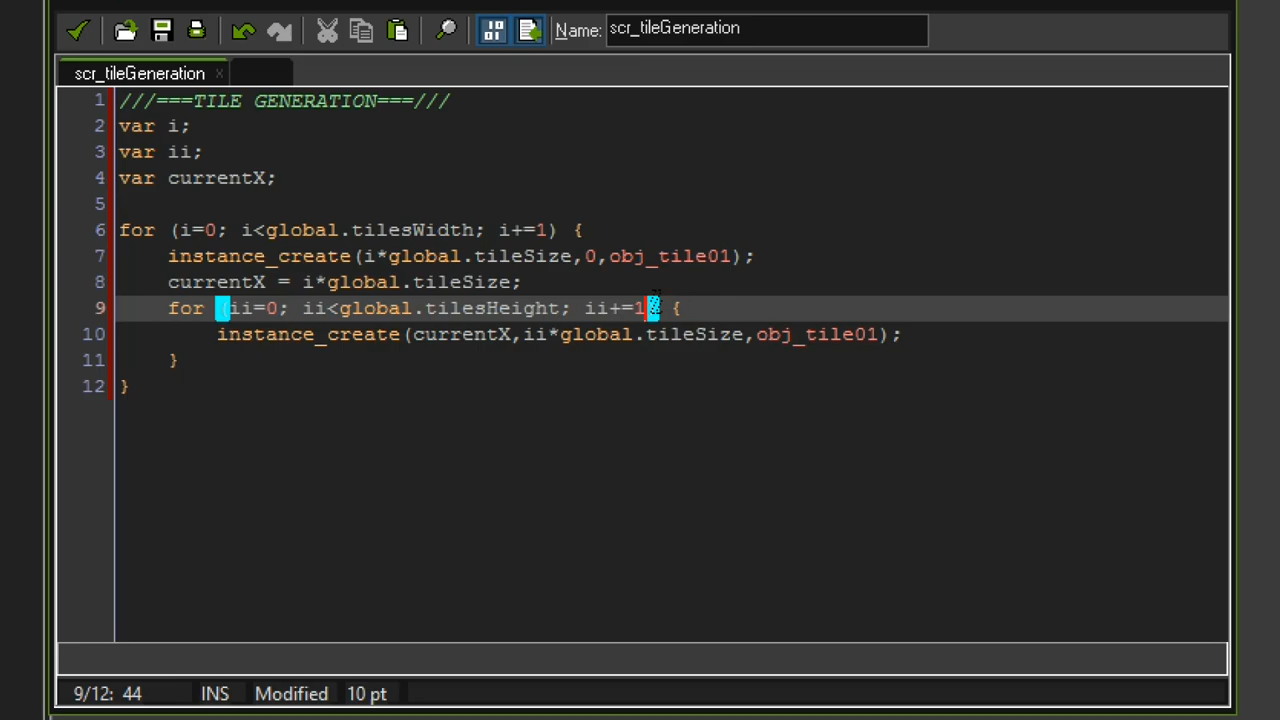 Name: scr_tileGeneration
scr_tileGeneration ×
1 ///===TILE GENERATION===///
2 var i;
3 var ii;
4 var currentX;
5
6 for (i=0; i<global.tilesWidth; i+=1) {
7 instance_create(i*global.tileSize,0,obj_tile01);
8 currentX = i*global.tileSize;
9 for (ii=0; ii<global.tilesHeight; ii+=1) {
10 instance_create(currentX,ii*global.tileSize,obj_tile01);
11 }
12 }
9/12: 44 INS Modified 10 pt